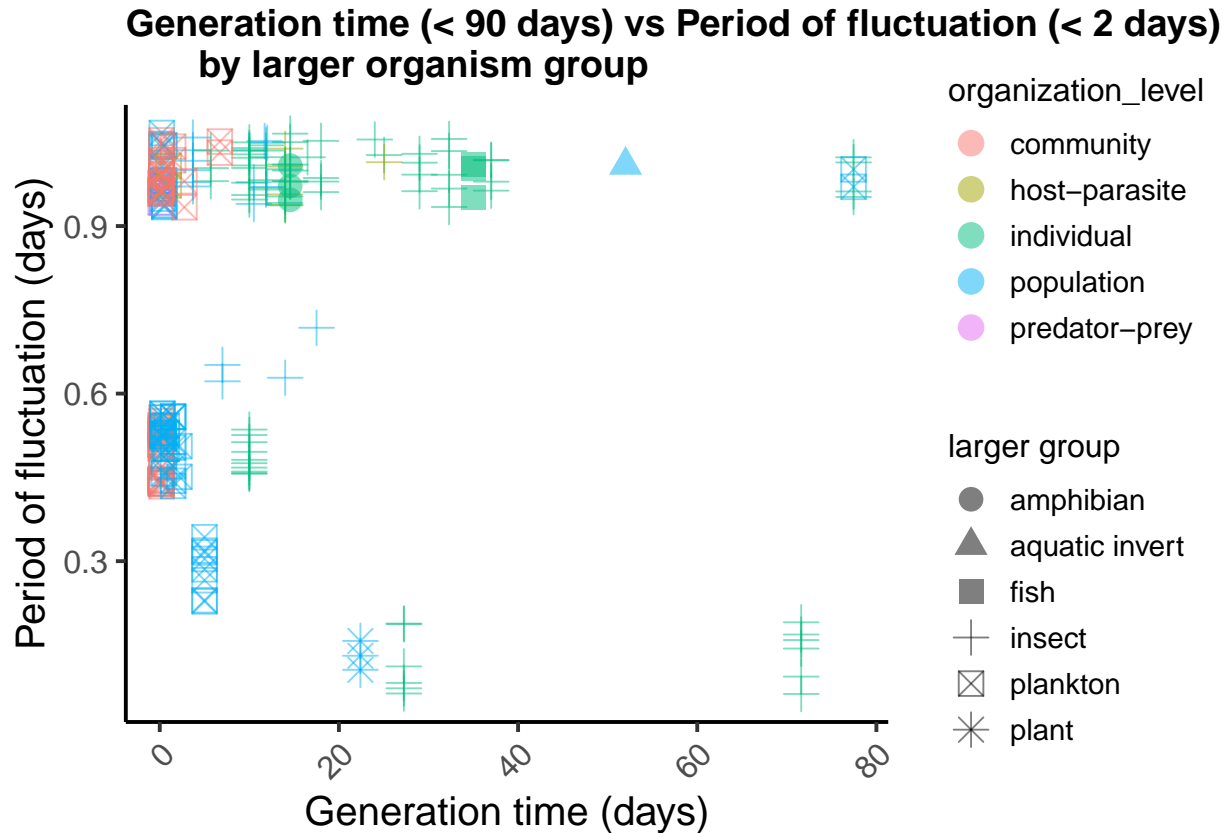 Generation time (< 90 days) vs Period of fluctuation (< 2 days)
by larger organism group
organization_level
community
host−parasite
individual
population
predator−prey
larger group
amphibian
aquatic invert
fish
insect
plankton
plant
Period of fluctuation (days)
0.9
0.6
0.3
0
20
40
60
80
Generation time (days)